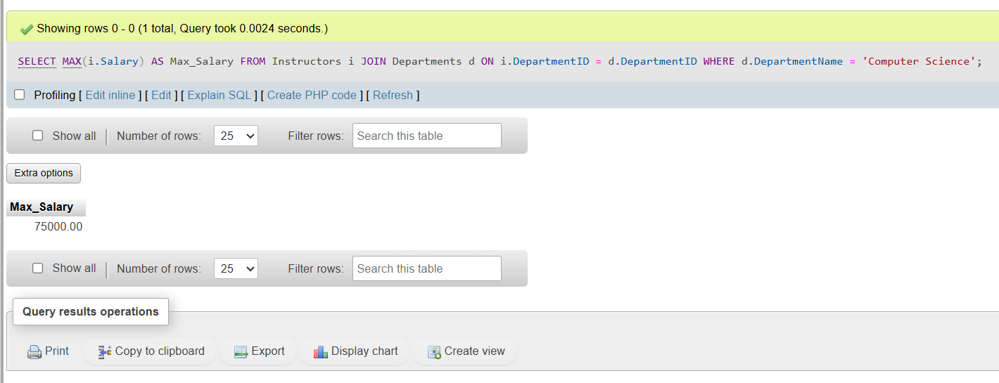 Showing rows 0 - 0 (1 total, Query took 0.0024 seconds.)
SELECT MAX(i.Salary) AS Max_Salary FROM Instructors i JOIN Departments d ON i.DepartmentID = d.DepartmentID WHERE d.DepartmentName = 'Computer Science';
Profiling [ Edit inline ] [ Edit ] [ Explain SQL ] [ Create PHP code ] [ Refresh ]
Show all Number of rows: 25 Filter rows: Search this table
Extra options
Max_Salary
75000.00
Show all Number of rows: 25 Filter rows: Search this table
Query results operations
Print Copy to clipboard Export Display chart Create view